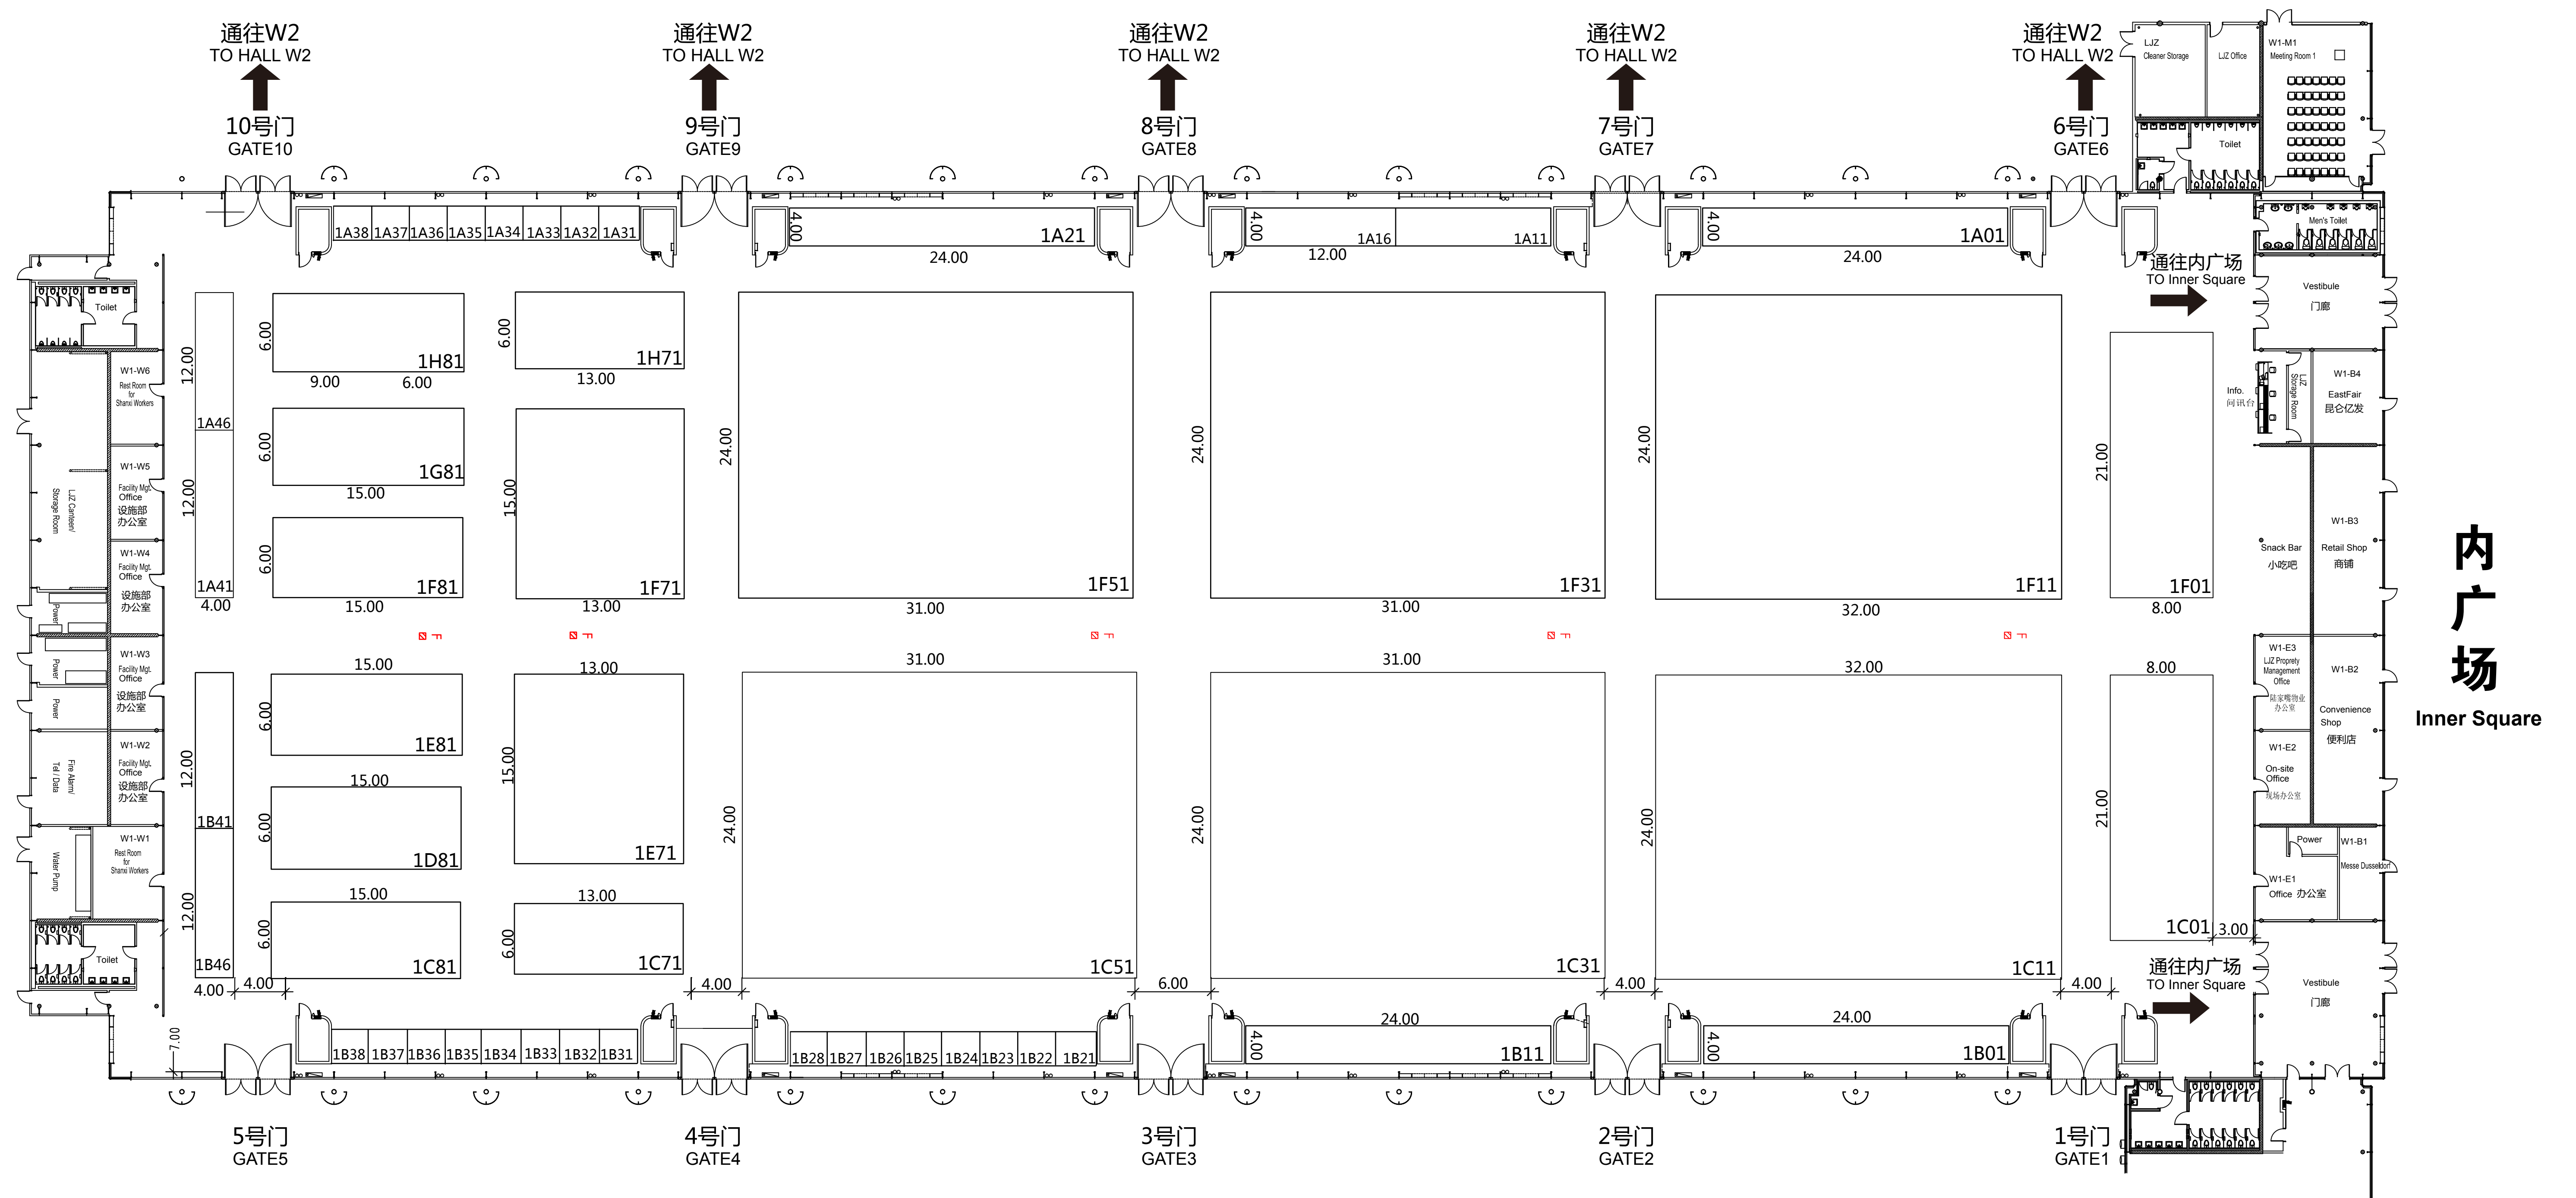 通往W2
TO HALL W2
通往W2
TO HALL W2
通往W2
TO HALL W2
通往W2
TO HALL W2
通往W2
TO HALL W2
10号门
GATE10
9号门
GATE9
8号门
GATE8
7号门
GATE7
6号门
GATE6
LJZ
Cleaner Storage
LJZ Office
W1-M1
Meeting Room 1
Toilet
Men's Toilet
1A38
1A37
1A36
1A35
1A34
1A33
1A32
1A31
4.00
1A21
24.00
4.00
1A16
1A11
12.00
4.00
1A01
24.00
通往内广场
TO Inner Square
Vestibule
门廊
Toilet
12.00
1A46
12.00
1A41
4.00
6.00
1H81
9.00
6.00
6.00
1H71
13.00
6.00
1G81
15.00
6.00
1F81
15.00
15.00
1F71
13.00
24.00
1F51
31.00
24.00
1F31
31.00
24.00
1F11
32.00
21.00
1F01
8.00
W1-W6
Rest Room
for
Shanxi Workers
W1-W5
Facility Mgt.
Office
设施部
办公室
W1-W4
Facility Mgt.
Office
设施部
办公室
LJZ Canteen/
Storage Room
Power
Power
Power
W1-W3
Facility Mgt.
Office
设施部
办公室
W1-W2
Facility Mgt.
Office
设施部
办公室
Fire Alarm/
Tel / Data
W1-W1
Rest Room
for
Shanxi Workers
Water Pump
Toilet
Info.
问讯台
LJZ
Storage Room
W1-B4
EastFair
昆仑亿发
Snack Bar
小吃吧
W1-B3
Retail Shop
商铺
W1-E3
LJZ Proprety
Management
Office
陆家嘴物业
办公室
W1-B2
Convenience
Shop
便利店
W1-E2
On-site
Office
现场办公室
Power
W1-B1
Messe Dusseldorf
W1-E1
Office 办公室
内
广
场
Inner Square
F
F
F
F
F
12.00
1B41
12.00
1B46
4.00
4.00
15.00
6.00
1E81
15.00
6.00
1D81
15.00
6.00
1C81
13.00
15.00
1E71
13.00
6.00
1C71
4.00
31.00
24.00
1C51
6.00
31.00
24.00
1C31
4.00
32.00
24.00
1C11
4.00
8.00
21.00
1C01
3.00
通往内广场
TO Inner Square
Vestibule
门廊
7.00
1B38
1B37
1B36
1B35
1B34
1B33
1B32
1B31
1B28
1B27
1B26
1B25
1B24
1B23
1B22
1B21
24.00
4.00
1B11
24.00
4.00
1B01
5号门
GATE5
4号门
GATE4
3号门
GATE3
2号门
GATE2
1号门
GATE1